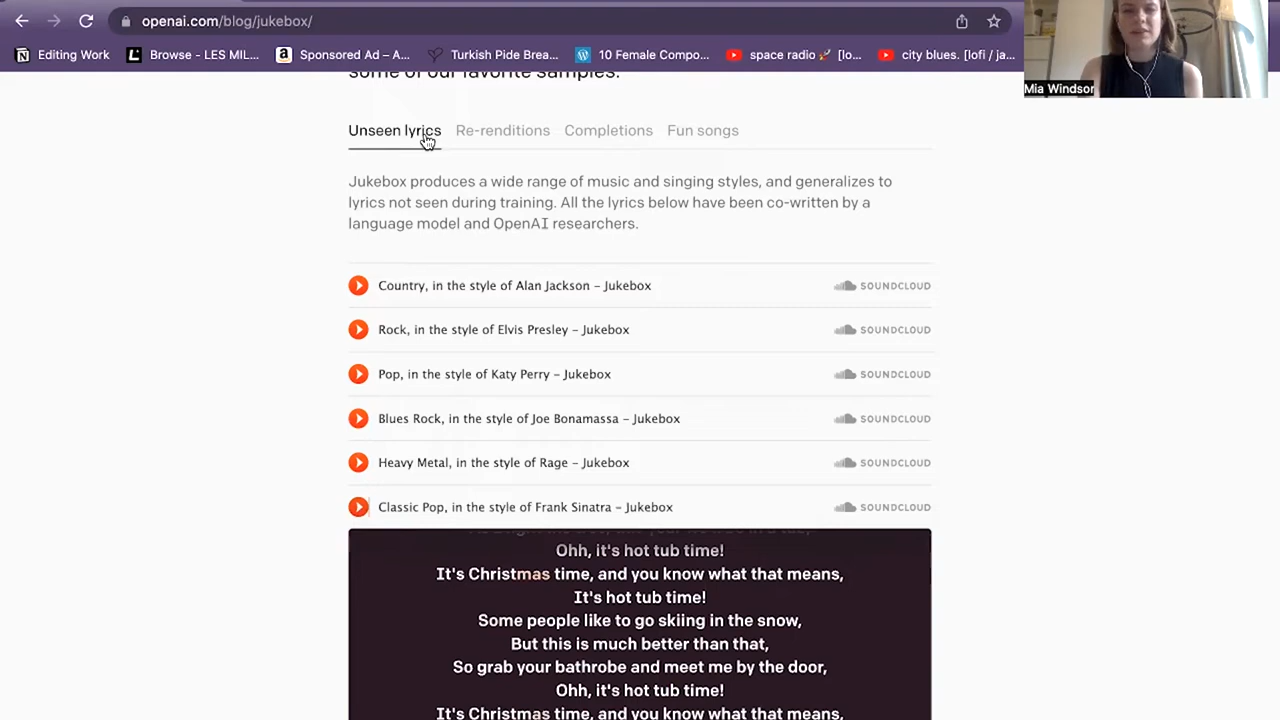 openai.com/blog/jukebox/
Editing Work
Browse - LES MIL...
Sponsored Ad – A...
Turkish Pide Brea...
10 Female Compo...
space radio 🚀 [lo...
city blues. [lofi / ja...
Mia Windsor
some of our favorite samples.
Unseen lyrics Re-renditions Completions Fun songs
Jukebox produces a wide range of music and singing styles, and generalizes to
lyrics not seen during training. All the lyrics below have been co-written by a
language model and OpenAI researchers.
Country, in the style of Alan Jackson – Jukebox SOUNDCLOUD
Rock, in the style of Elvis Presley – Jukebox SOUNDCLOUD
Pop, in the style of Katy Perry – Jukebox SOUNDCLOUD
Blues Rock, in the style of Joe Bonamassa – Jukebox SOUNDCLOUD
Heavy Metal, in the style of Rage – Jukebox SOUNDCLOUD
Classic Pop, in the style of Frank Sinatra – Jukebox SOUNDCLOUD
Ohh, it's hot tub time!
It's Christmas time, and you know what that means,
It's hot tub time!
Some people like to go skiing in the snow,
But this is much better than that,
So grab your bathrobe and meet me by the door,
Ohh, it's hot tub time!
It's Christmas time, and you know what that means,